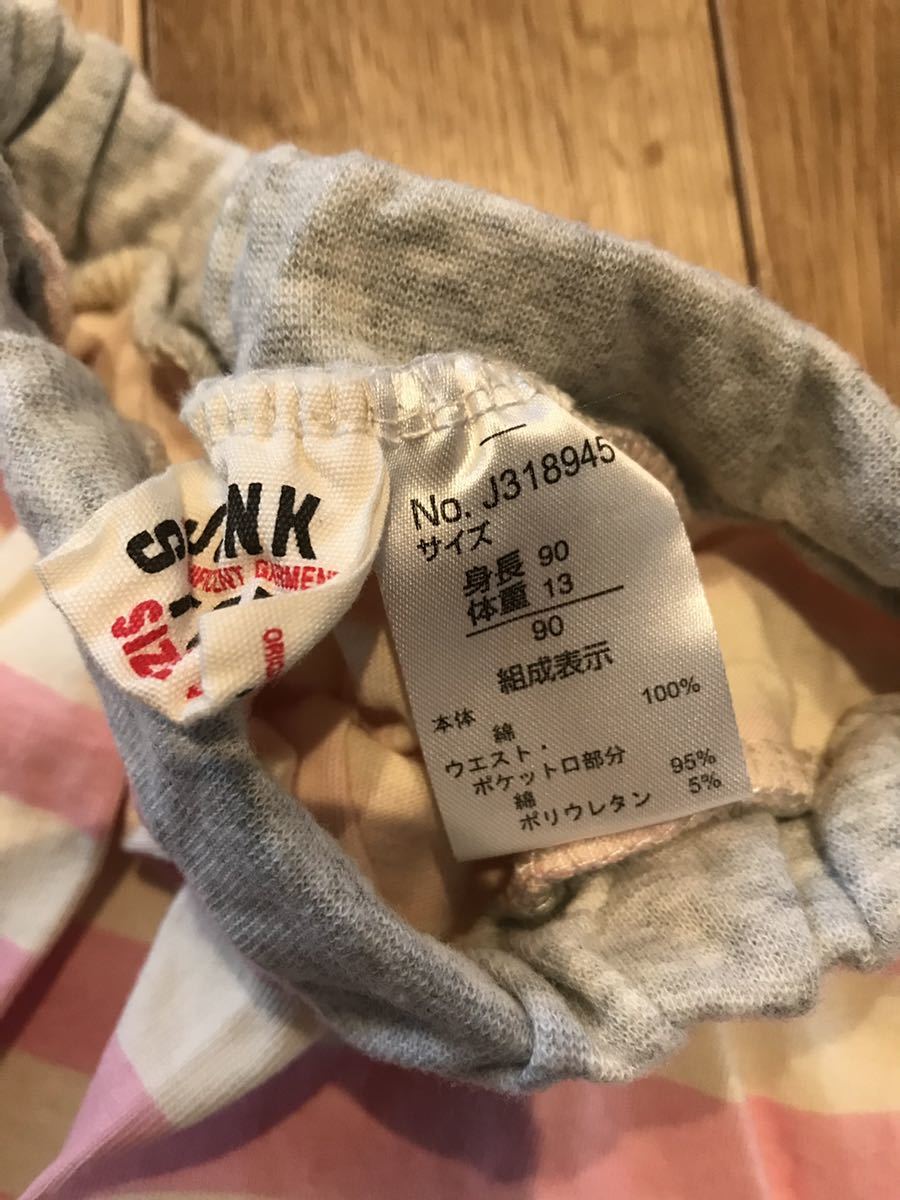 GARMEN
SIZ
No. J318945
サイズ
身長 90
体重 13
90
組成表示
本体
綿 100%
ウエスト・
ポケット口部分
綿 95%
ポリウレタン 5%